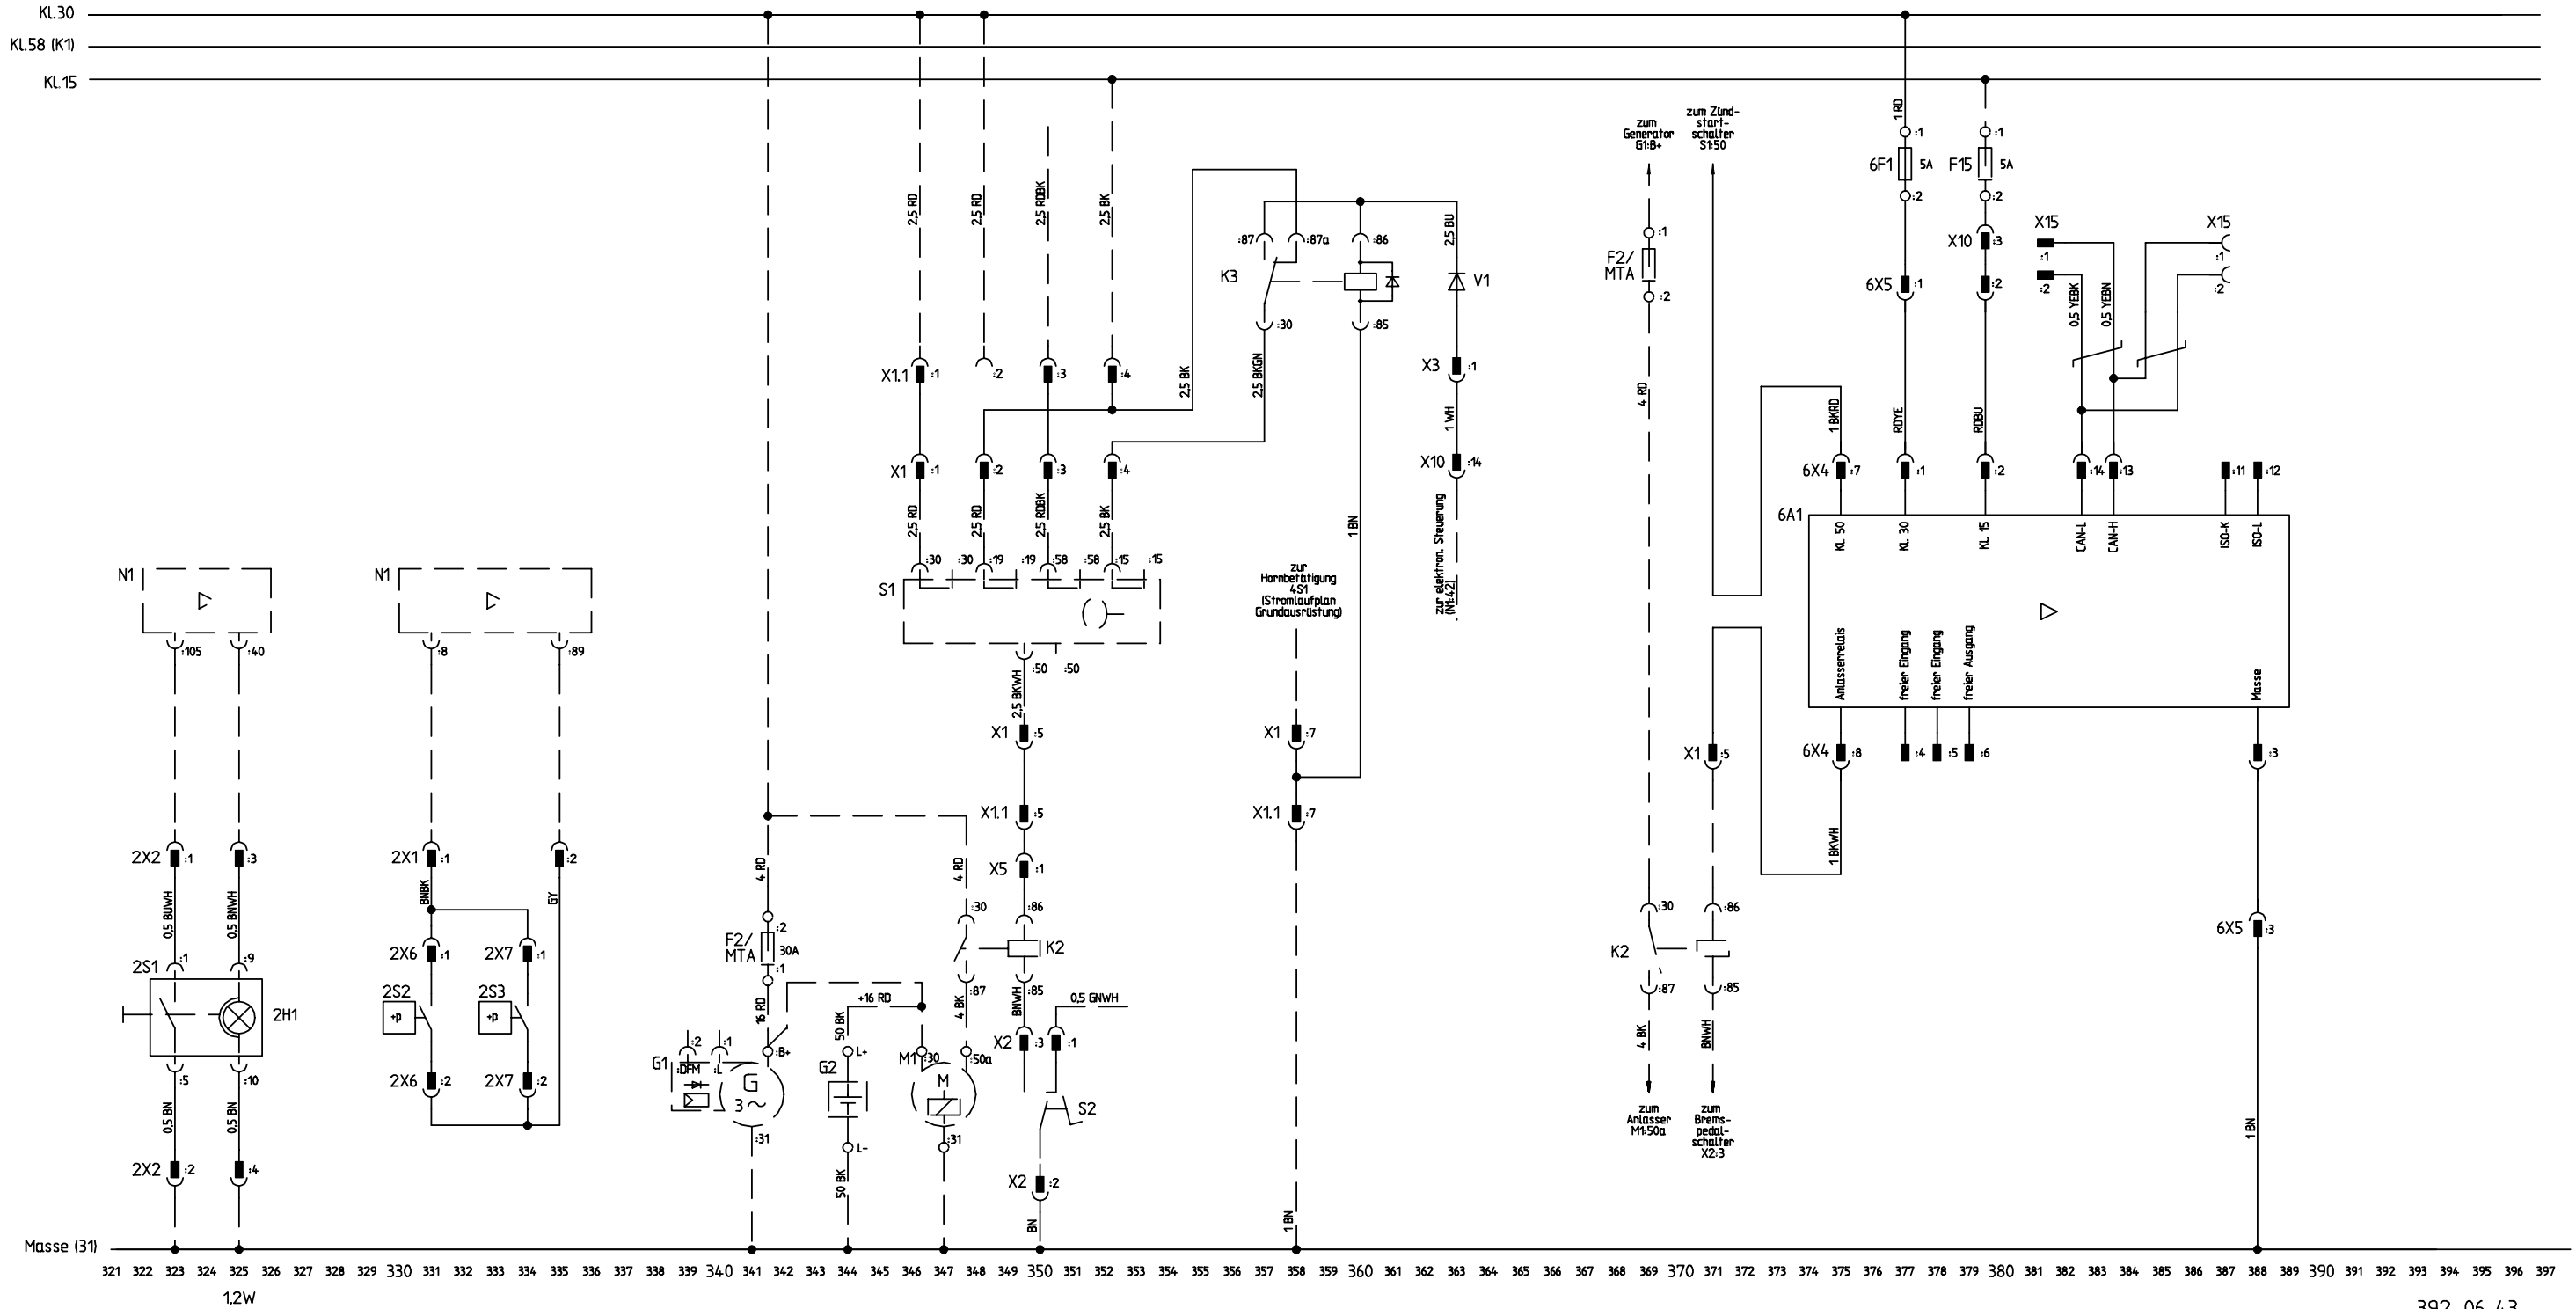 Kl.30
Kl.58 (K1)
Kl.15
1 RD
zum
Generator
G1:B+
zum Zünd-
start-
schalter
S1:50
:1
:1
6F1
5A
F15
5A
:2
:2
2,5 RD
2,5 RD
2,5 RDBK
2,5 BK
:87
:87a
:86
2,5 BU
:1
F2/
MTA
:2
X10
:3
X15
:1
:2
X15
:1
:2
K3
V1
6X5
:1
:2
0,5 YEBK
0,5 YEBN
:30
:85
X1.1
:1
:2
:3
:4
2,5 BK
2,5 BKGN
X3
:1
1 WH
4 RD
1 BKRD
RDYE
RDBU
X1
:1
:2
:3
:4
X10
:14
6X4
:7
:1
:2
:14
:13
:11
:12
2,5 RD
2,5 RD
2,5 RDBK
2,5 BK
1 BN
zur elektron. Steuerung
(N1:42)
6A1
KL 50
KL 30
KL 15
CAN-L
CAN-H
ISO-K
ISO-L
:30
:30
:19
:19
:58
:58
:15
:15
S1
zur
Hornbetätigung
4S1
(Stromlaufplan
Grundausrüstung)
N1
N1
:105
:40
:8
:89
:50
:50
2,5 BKWH
Anlasserrelais
freier Eingang
freier Eingang
freier Ausgang
Masse
X1
:5
X1
:7
X1
:5
6X4
:8
:4
:5
:6
:3
X1.1
:5
X1.1
:7
2X2
:1
:3
2X1
:1
:2
4 RD
4 RD
X5
:1
1 BKWH
0,5 BUWH
0,5 BNWH
BNBK
GY
:30
:86
:30
:86
:2
F2/
MTA
30A
:1
K2
K2
6X5
:3
2X6
:1
2X7
:1
2S1
:1
:9
:87
:85
:87
:85
2S2
+p
2S3
+p
2H1
16 RD
+16 RD
50 BK
4 BK
BNWH
0,5 GNWH
4 BK
BNWH
:2
:1
:B+
L+
M1
:30
:50a
X2
:3
:1
G1
:DFM
:L
G
3~
G2
M
S2
:5
:10
2X6
:2
2X7
:2
0,5 BN
0,5 BN
:31
L-
:31
zum
Anlasser
M1:50a
zum
Brems-
pedal-
schalter
X2:3
1 BN
2X2
:2
:4
50 BK
X2
:2
BN
1 BN
Masse (31)
321 322 323 324 325 326 327 328 329 330 331 332 333 334 335 336 337 338 339 340 341 342 343 344 345 346 347 348 349 350 351 352 353 354 355 356 357 358 359 360 361 362 363 364 365 366 367 368 369 370 371 372 373 374 375 376 377 378 379 380 381 382 383 384 385 386 387 388 389 390 391 392 393 394 395 396 397
1,2W
392 06 43